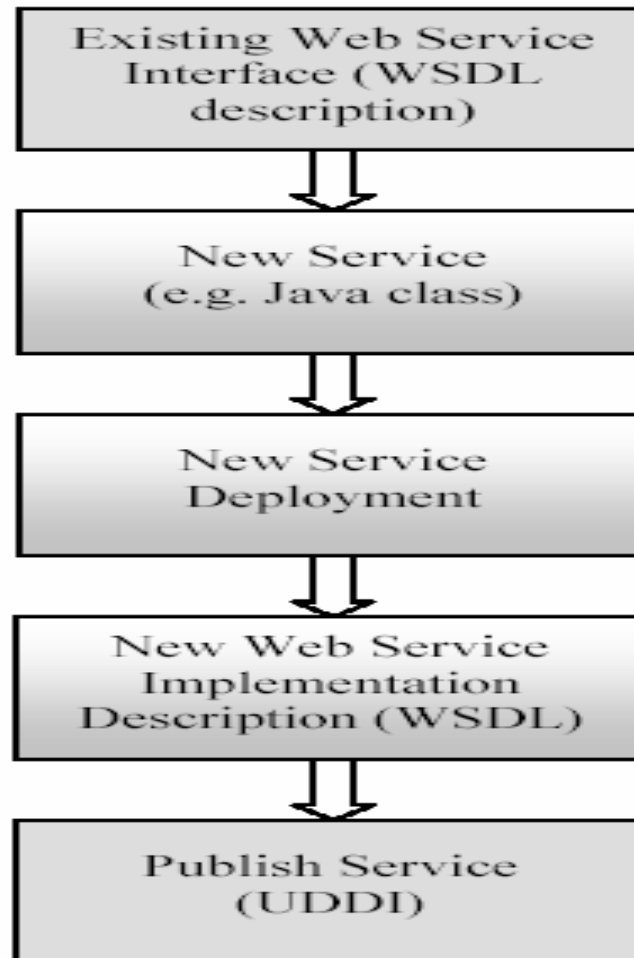 Existing Web Service
Interface (WSDL
description)
New Service
(e.g. Java class)
New Service
Deployment
New Web Service
Implementation
Description (WSDL)
Publish Service
(UDDI)